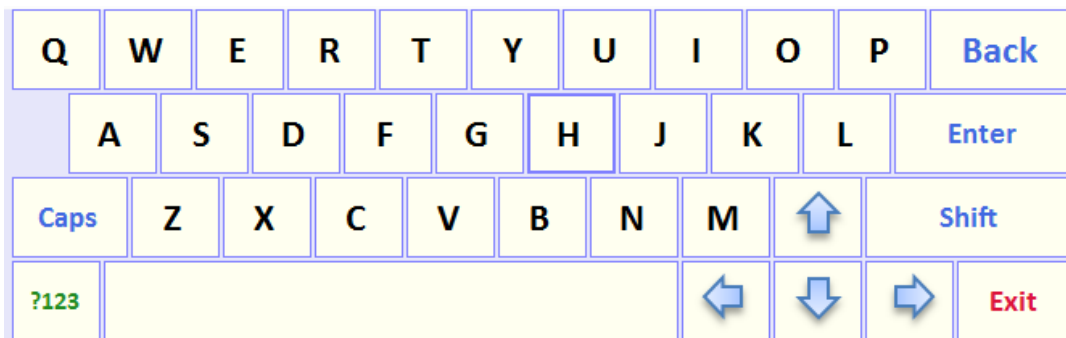 Q W E R T Y U I O P Back
A S D F G H J K L Enter
Caps Z X C V B N M Shift
?123 Exit